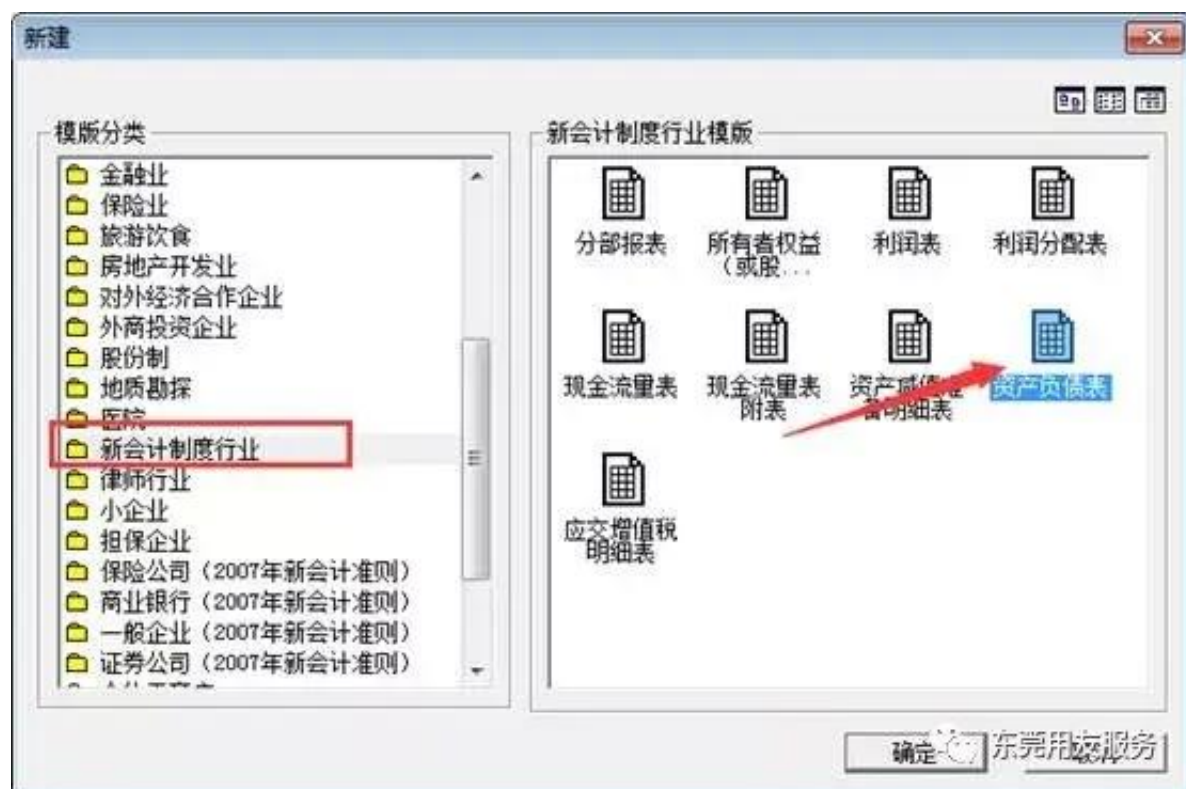 新建
模版分类
金融业
保险业
旅游饮食
房地产开发业
对外经济合作企业
外商投资企业
股份制
地质勘探
医院
新会计制度行业
律师行业
小企业
担保企业
保险公司（2007年新会计准则）
商业银行（2007年新会计准则）
一般企业（2007年新会计准则）
证券公司（2007年新会计准则）
新会计制度行业模版
分部报表
所有者权益
（或股...
利润表
利润分配表
现金流量表
现金流量表
附表
资产减值准
备明细表
资产负债表
应交增值税
明细表
确定
东莞用友服务